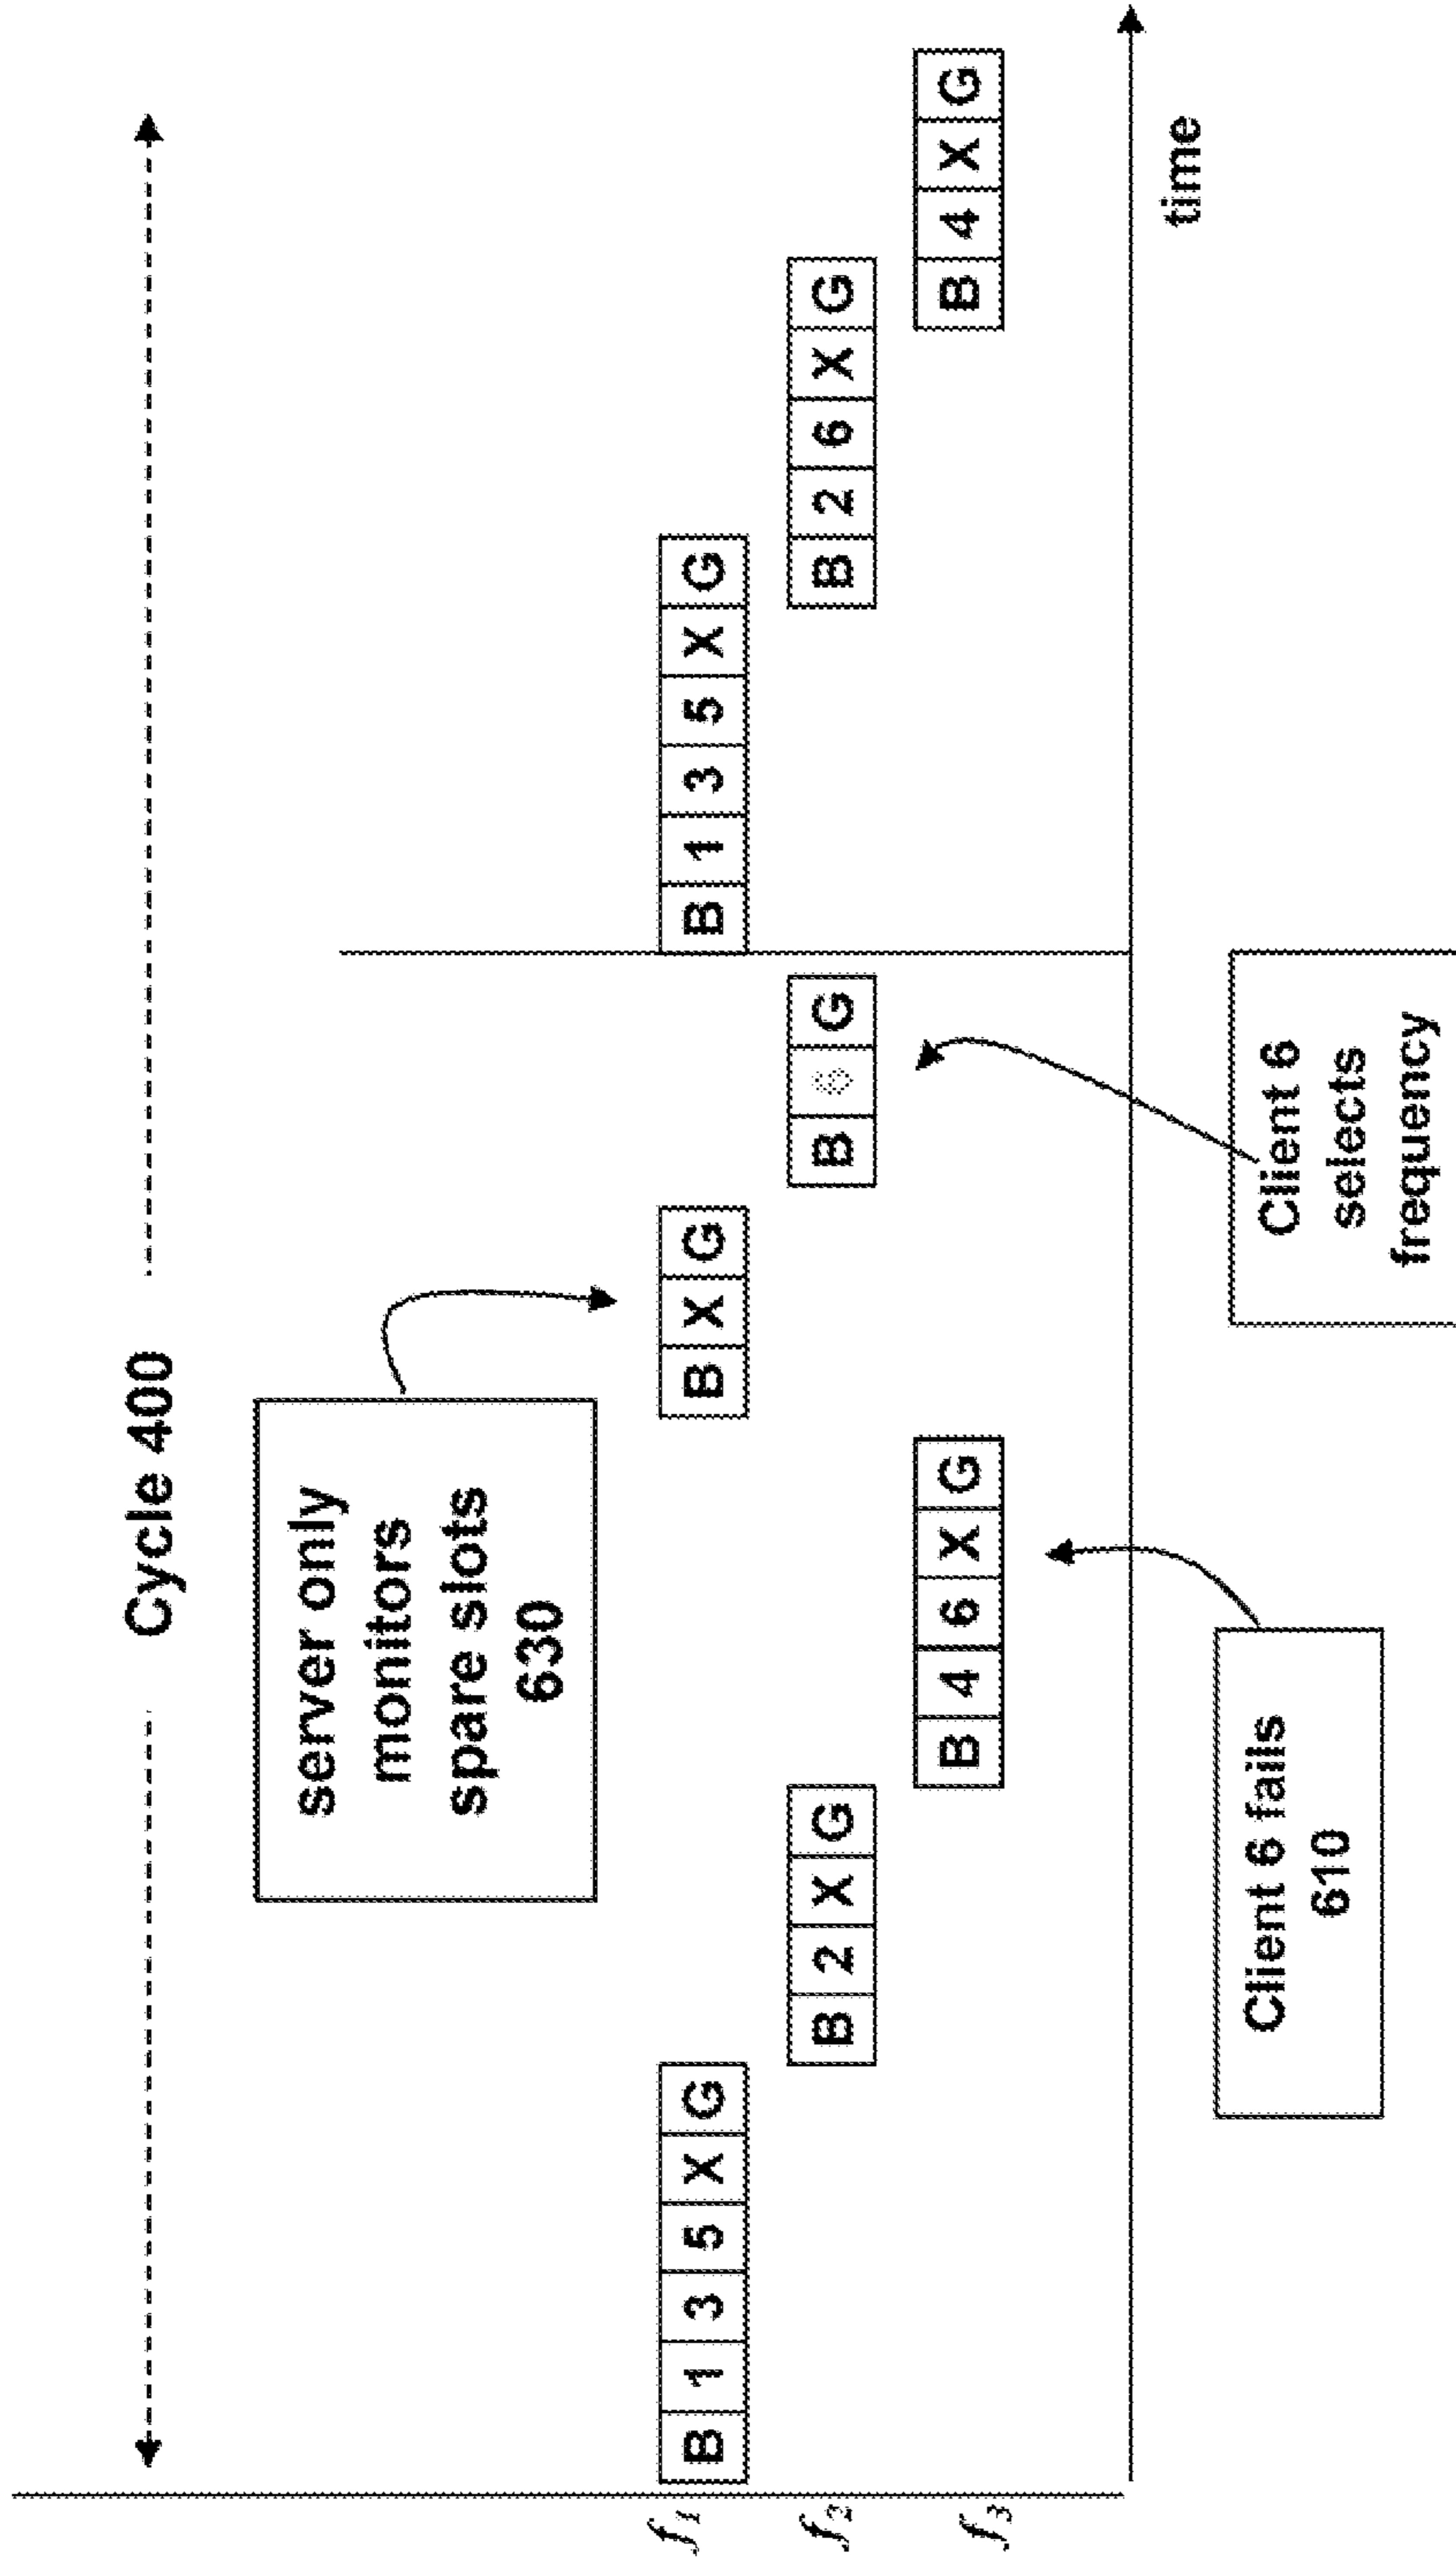 Cycle 400
server only
monitors
spare slots
630
f1
B 1 3 5 X G
B X G
B 1 3 5 X G
f2
B 2 X G
B 6 G
B 2 6 X G
f3
B 4 6 X G
B 4 X G
time
Client 6 fails
610
Client 6
selects
frequency